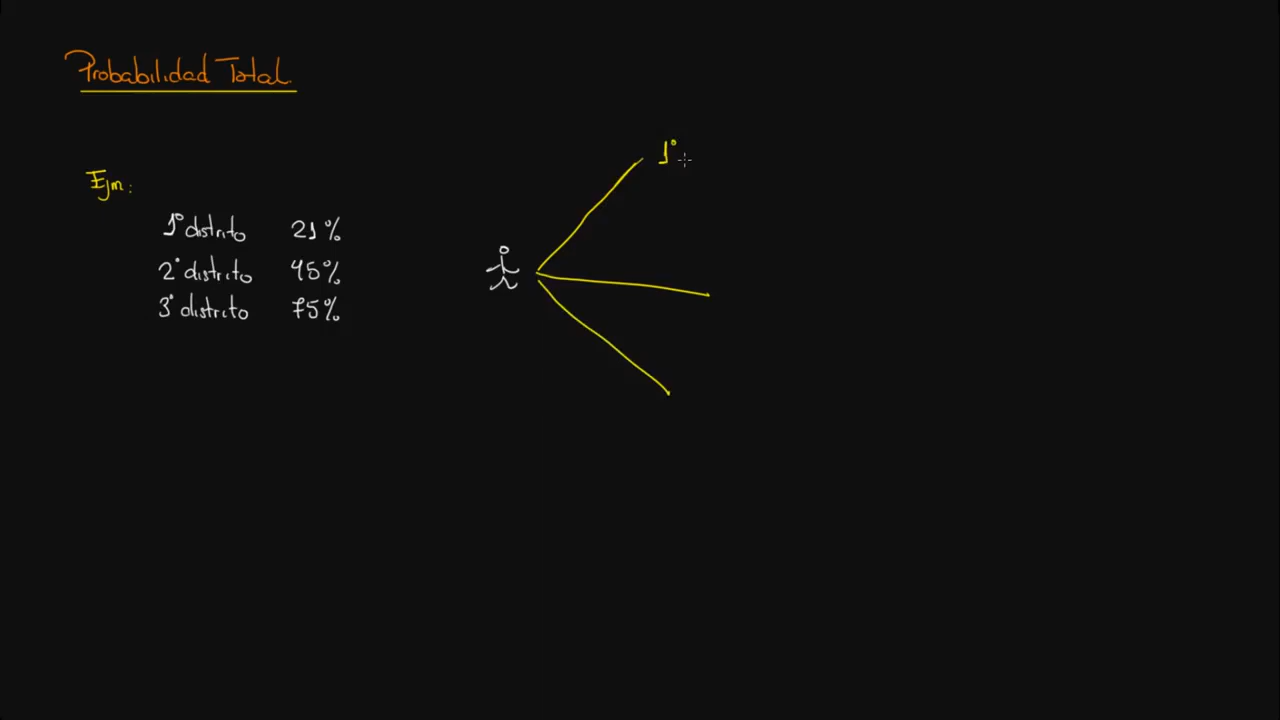 Probabilidad Total
Ejm:
1° distrito 21%
2° distrito 45%
3° distrito 75%
1°